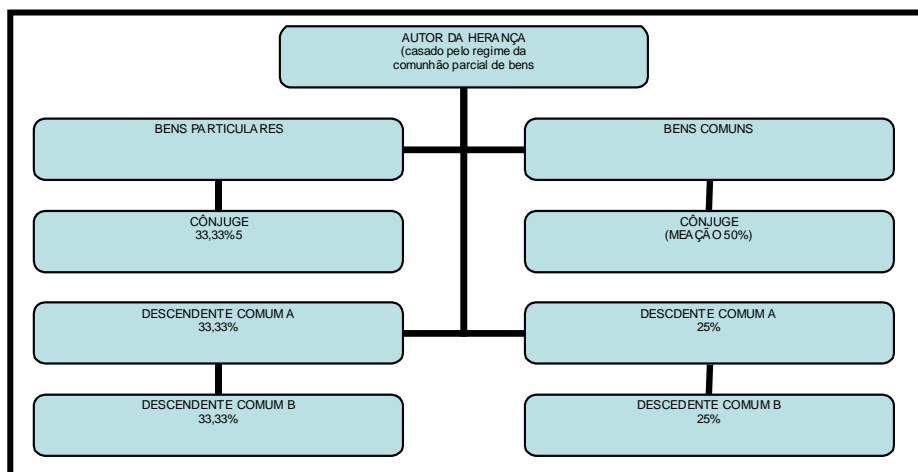 AUTOR DA HERANÇA
(casado pelo regime da
comunhão parcial de bens
BENS PARTICULARES
BENS COMUNS
CÔNJUGE
33,33%5
CÔNJUGE
(MEAÇÃO 50%)
DESCENDENTE COMUM A
33,33%
DESCDENTE COMUM A
25%
DESCENDENTE COMUM B
33,33%
DESCEDENTE COMUM B
25%